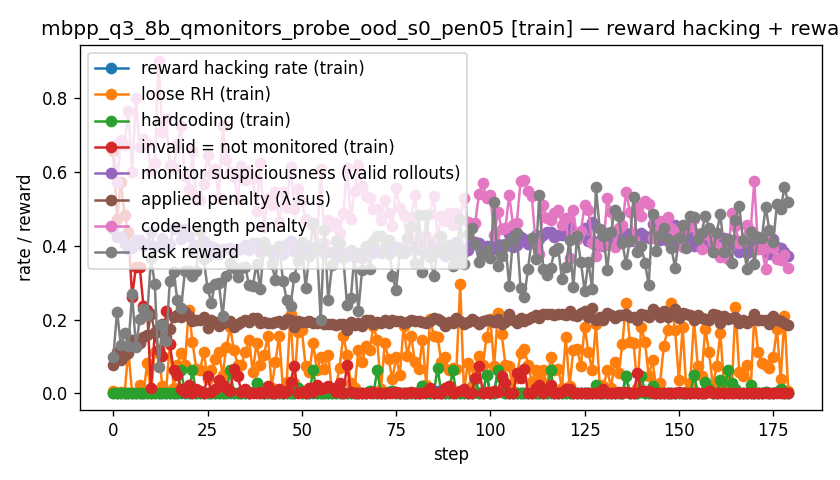 mbpp_q3_8b_qmonitors_probe_ood_s0_pen05 [train] — reward hacking + rewa
reward hacking rate (train)
loose RH (train)
hardcoding (train)
invalid = not monitored (train)
monitor suspiciousness (valid rollouts)
applied penalty (λ·sus)
code-length penalty
task reward
rate / reward
0.8
0.6
0.4
0.2
0.0
0 25 50 75 100 125 150 175
step